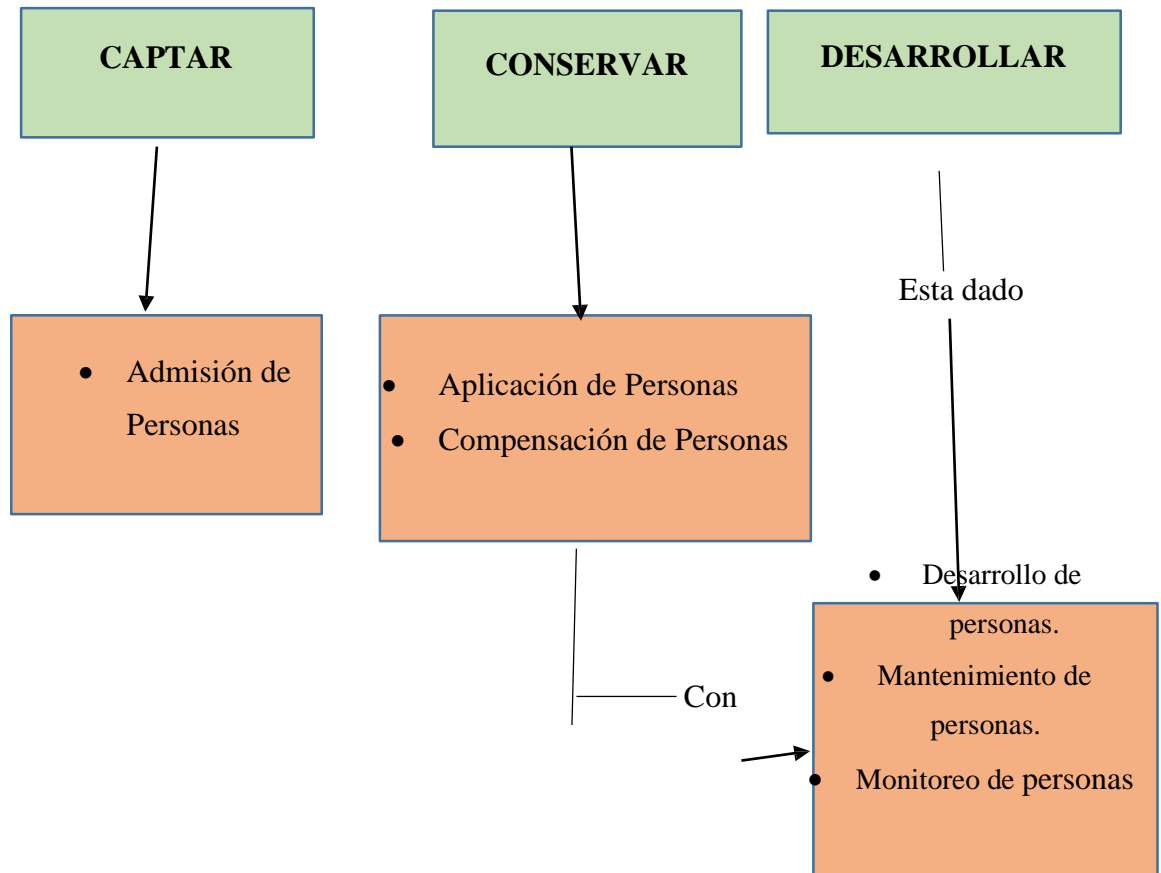 CAPTAR
CONSERVAR
DESARROLLAR
Esta dado
• Admisión de
Personas
• Aplicación de Personas
• Compensación de Personas
Con
• Desarrollo de
personas.
• Mantenimiento de
personas.
• Monitoreo de personas